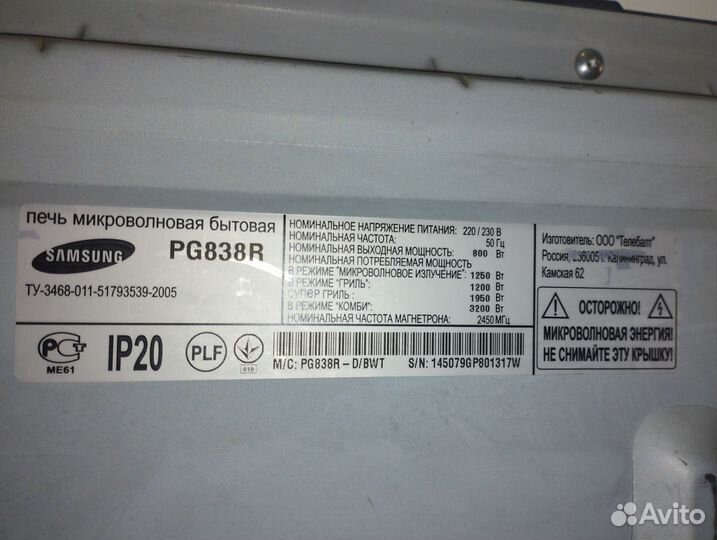 печь микроволновая бытовая
SAMSUNG
PG838R
ТУ-3468-011-51793539-2005
НОМИНАЛЬНОЕ НАПРЯЖЕНИЕ ПИТАНИЯ: 220 / 230 В
НОМИНАЛЬНАЯ ЧАСТОТА: 50 Гц
НОМИНАЛЬНАЯ ВЫХОДНАЯ МОЩНОСТЬ: 800 Вт
НОМИНАЛЬНАЯ ПОТРЕБЛЯЕМАЯ МОЩНОСТЬ
В РЕЖИМЕ "МИКРОВОЛНОВОЕ ИЗЛУЧЕНИЕ": 1250 Вт
В РЕЖИМЕ "ГРИЛЬ": 1200 Вт
СУПЕР ГРИЛЬ: 1950 Вт
В РЕЖИМЕ "КОМБИ": 3200 Вт
НОМИНАЛЬНАЯ ЧАСТОТА МАГНЕТРОНА: 2450 МГц
Изготовитель: ООО "Телебалт"
Россия, 236005 г. Калининград, ул.
Камская 62
ОСТОРОЖНО!
МИКРОВОЛНОВАЯ ЭНЕРГИЯ!
НЕ СНИМАЙТЕ ЭТУ КРЫШКУ!
РСТ
МЕ61
IP20
PLF
010
M/C: PG838R - D/BWT
S/N: 145079GP801317W
Avito